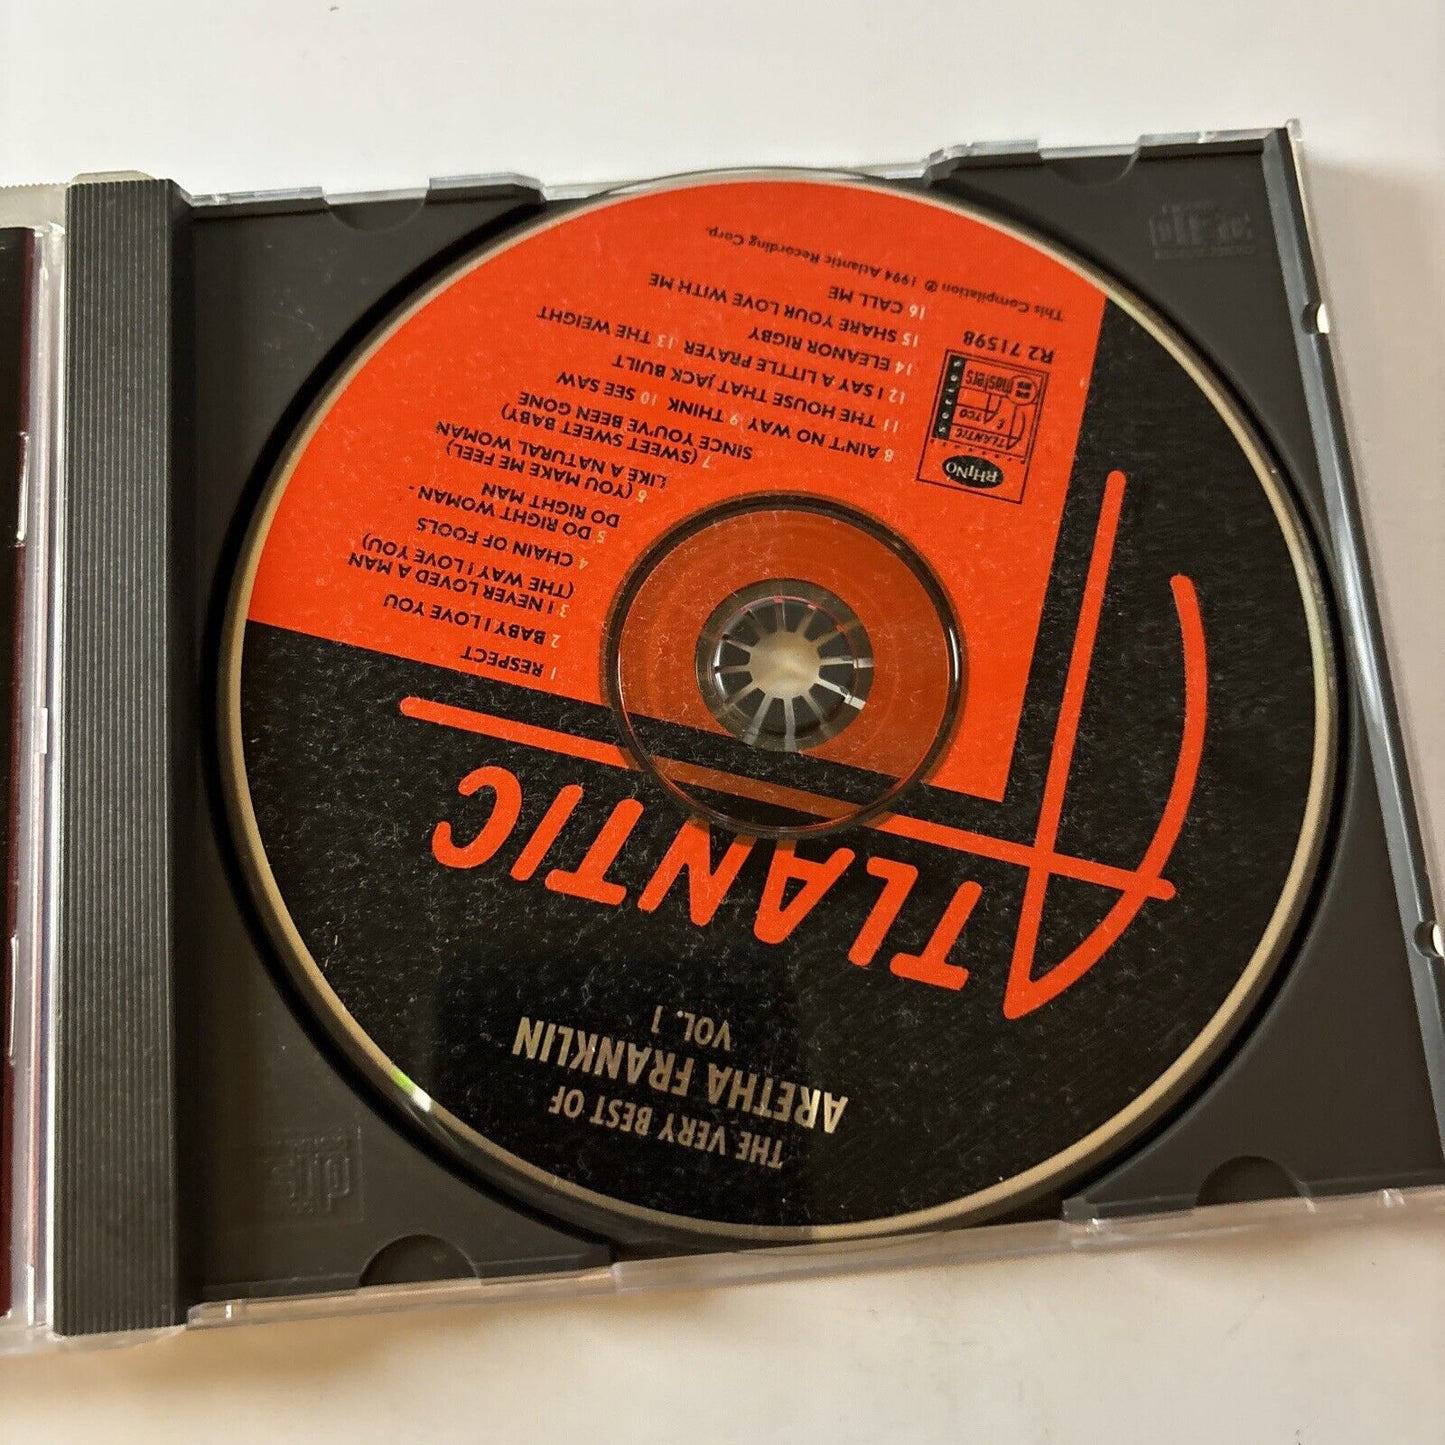 THE VERY BEST OF
ARETHA FRANKLIN
VOL. 1
ATLANTIC
1 RESPECT
2 BABY I LOVE YOU
3 I NEVER LOVED A MAN
(THE WAY I LOVE YOU)
4 CHAIN OF FOOLS
5 DO RIGHT WOMAN -
DO RIGHT MAN
6 (YOU MAKE ME FEEL)
LIKE A NATURAL WOMAN
7 (SWEET SWEET BABY)
SINCE YOU'VE BEEN GONE
8 AIN'T NO WAY 9 THINK 10 SEE SAW
11 THE HOUSE THAT JACK BUILT
12 I SAY A LITTLE PRAYER 13 THE WEIGHT
14 ELEANOR RIGBY
15 SHARE YOUR LOVE WITH ME
16 CALL ME
RHINO
ATLANTIC
& ATCO
masters
series
R2 71598
This Compilation ℗ 1994 Atlantic Recording Corp.
disc